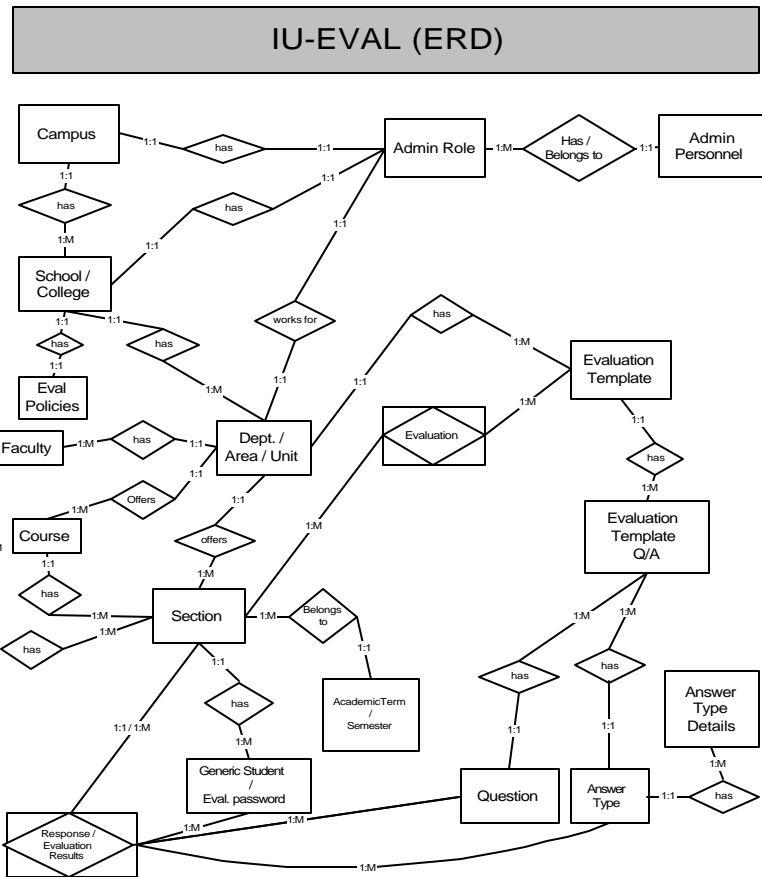 IU-EVAL (ERD)
Campus
1:1
has
1:1
Admin Role
1:M
Has /
Belongs to
1:1
Admin
Personnel
1:1
has
1:M
1:1
has
1:1
School /
College
1:1
has
1:1
Eval
Policies
1:1
has
1:M
1:1
works for
1:1
1:1
has
1:M
Evaluation
Template
1:M
Evaluation
1:M
1:1
has
1:M
Evaluation
Template
Q/A
Faculty
1:M
has
1:1
Dept. /
Area / Unit
1:1
Offers
1:M
Course
1:1
has
1:M
1:1
offers
1:M
Section
has
1:M
1:M
Belongs
to
1:1
AcademicTerm
/
Semester
1:1
has
1:M
Generic Student
/
Eval. password
1:M
1:1 / 1:M
Response /
Evaluation
Results
1:M
has
1:1
Question
1:M
1:M
has
1:1
Answer
Type
1:M
1:1
has
1:M
Answer
Type
Details